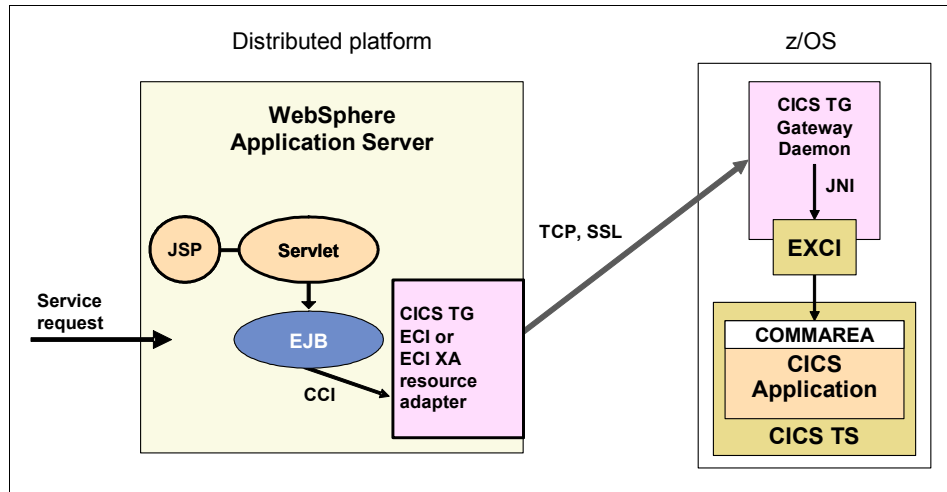 Distributed platform
z/OS
WebSphere
Application Server
CICS TG
Gateway
Daemon
JNI
TCP, SSL
EXCI
JSP
Servlet
Service
request
EJB
CCI
CICS TG
ECI or
ECI XA
resource
adapter
COMMAREA
CICS
Application
CICS TS